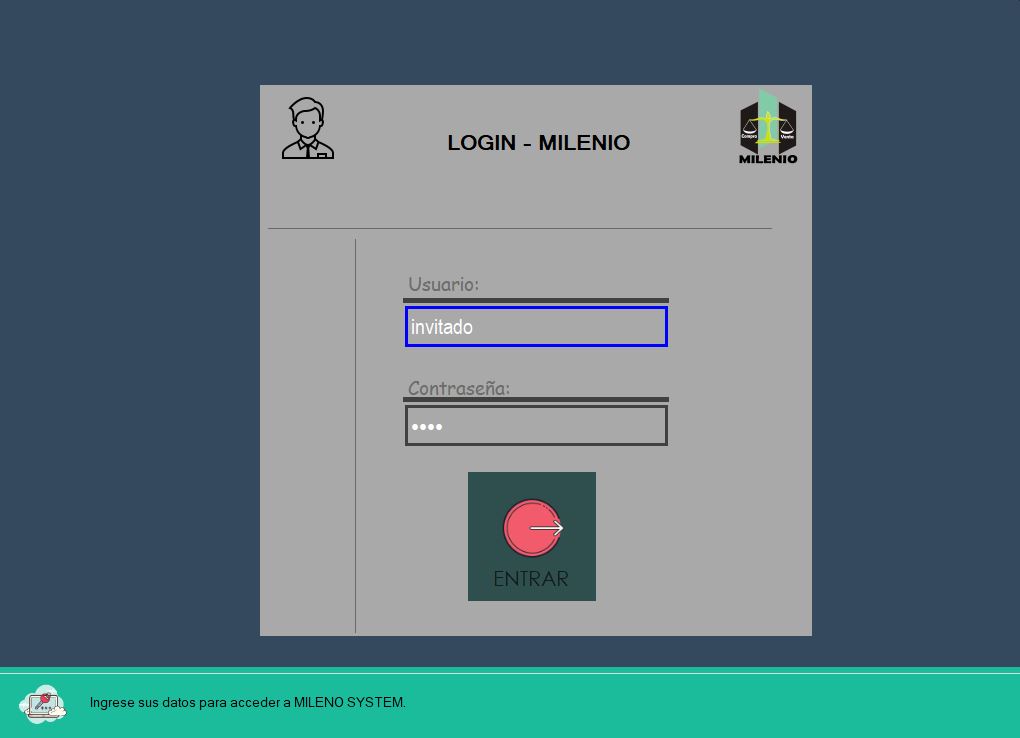 LOGIN - MILENIO
Compra Venta
MILENIO
Usuario:
invitado
Contraseña:
••••
ENTRAR
Ingrese sus datos para acceder a MILENO SYSTEM.